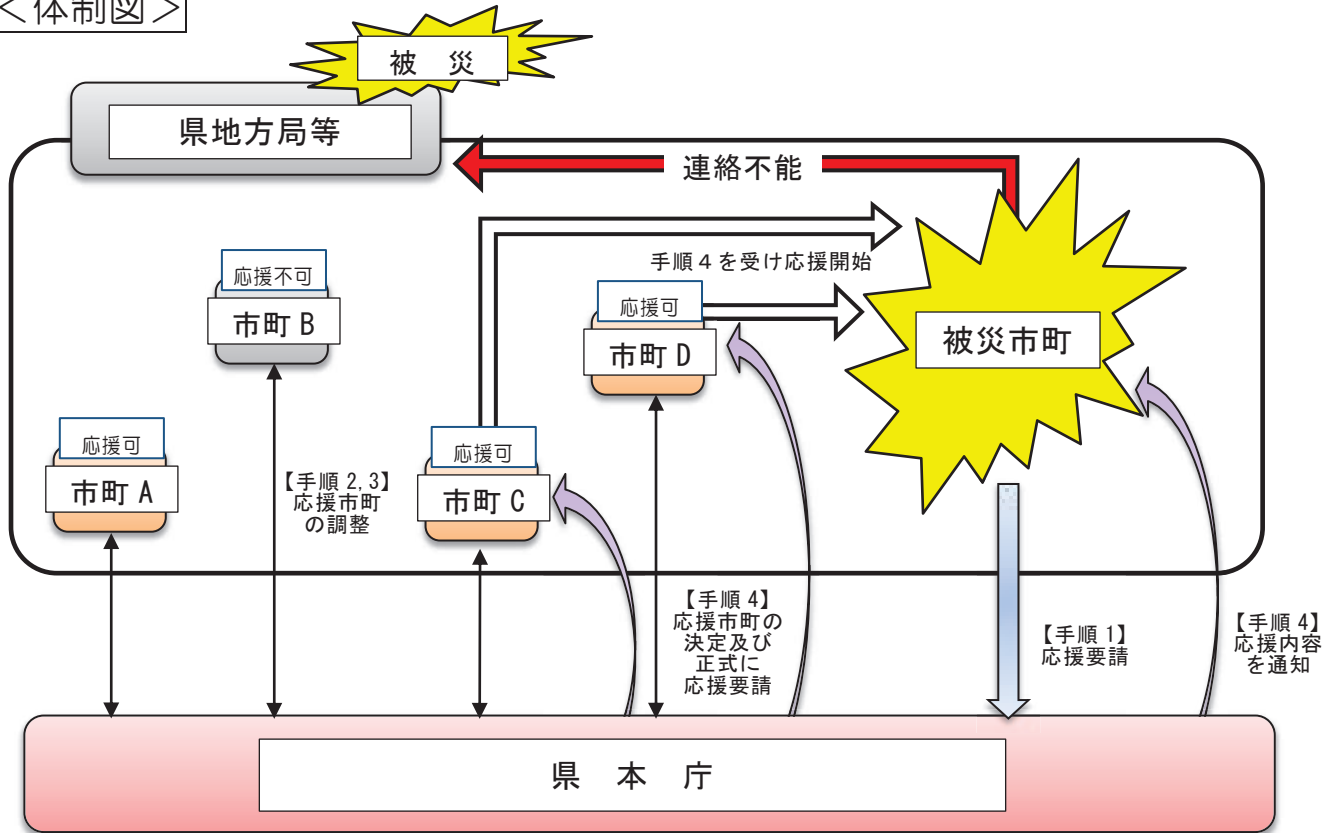 ＜体制図＞
被　災
県地方局等
連絡不能
応援不可
市町Ｂ
手順４を受け応援開始
応援可
市町Ｄ
被災市町
応援可
市町Ａ
応援可
市町Ｃ
【手順 2,3】
応援市町
の調整
【手順 4】
応援市町の
決定及び
正式に
応援要請
【手順 1】
応援要請
【手順 4】
応援内容
を通知
県　本　庁